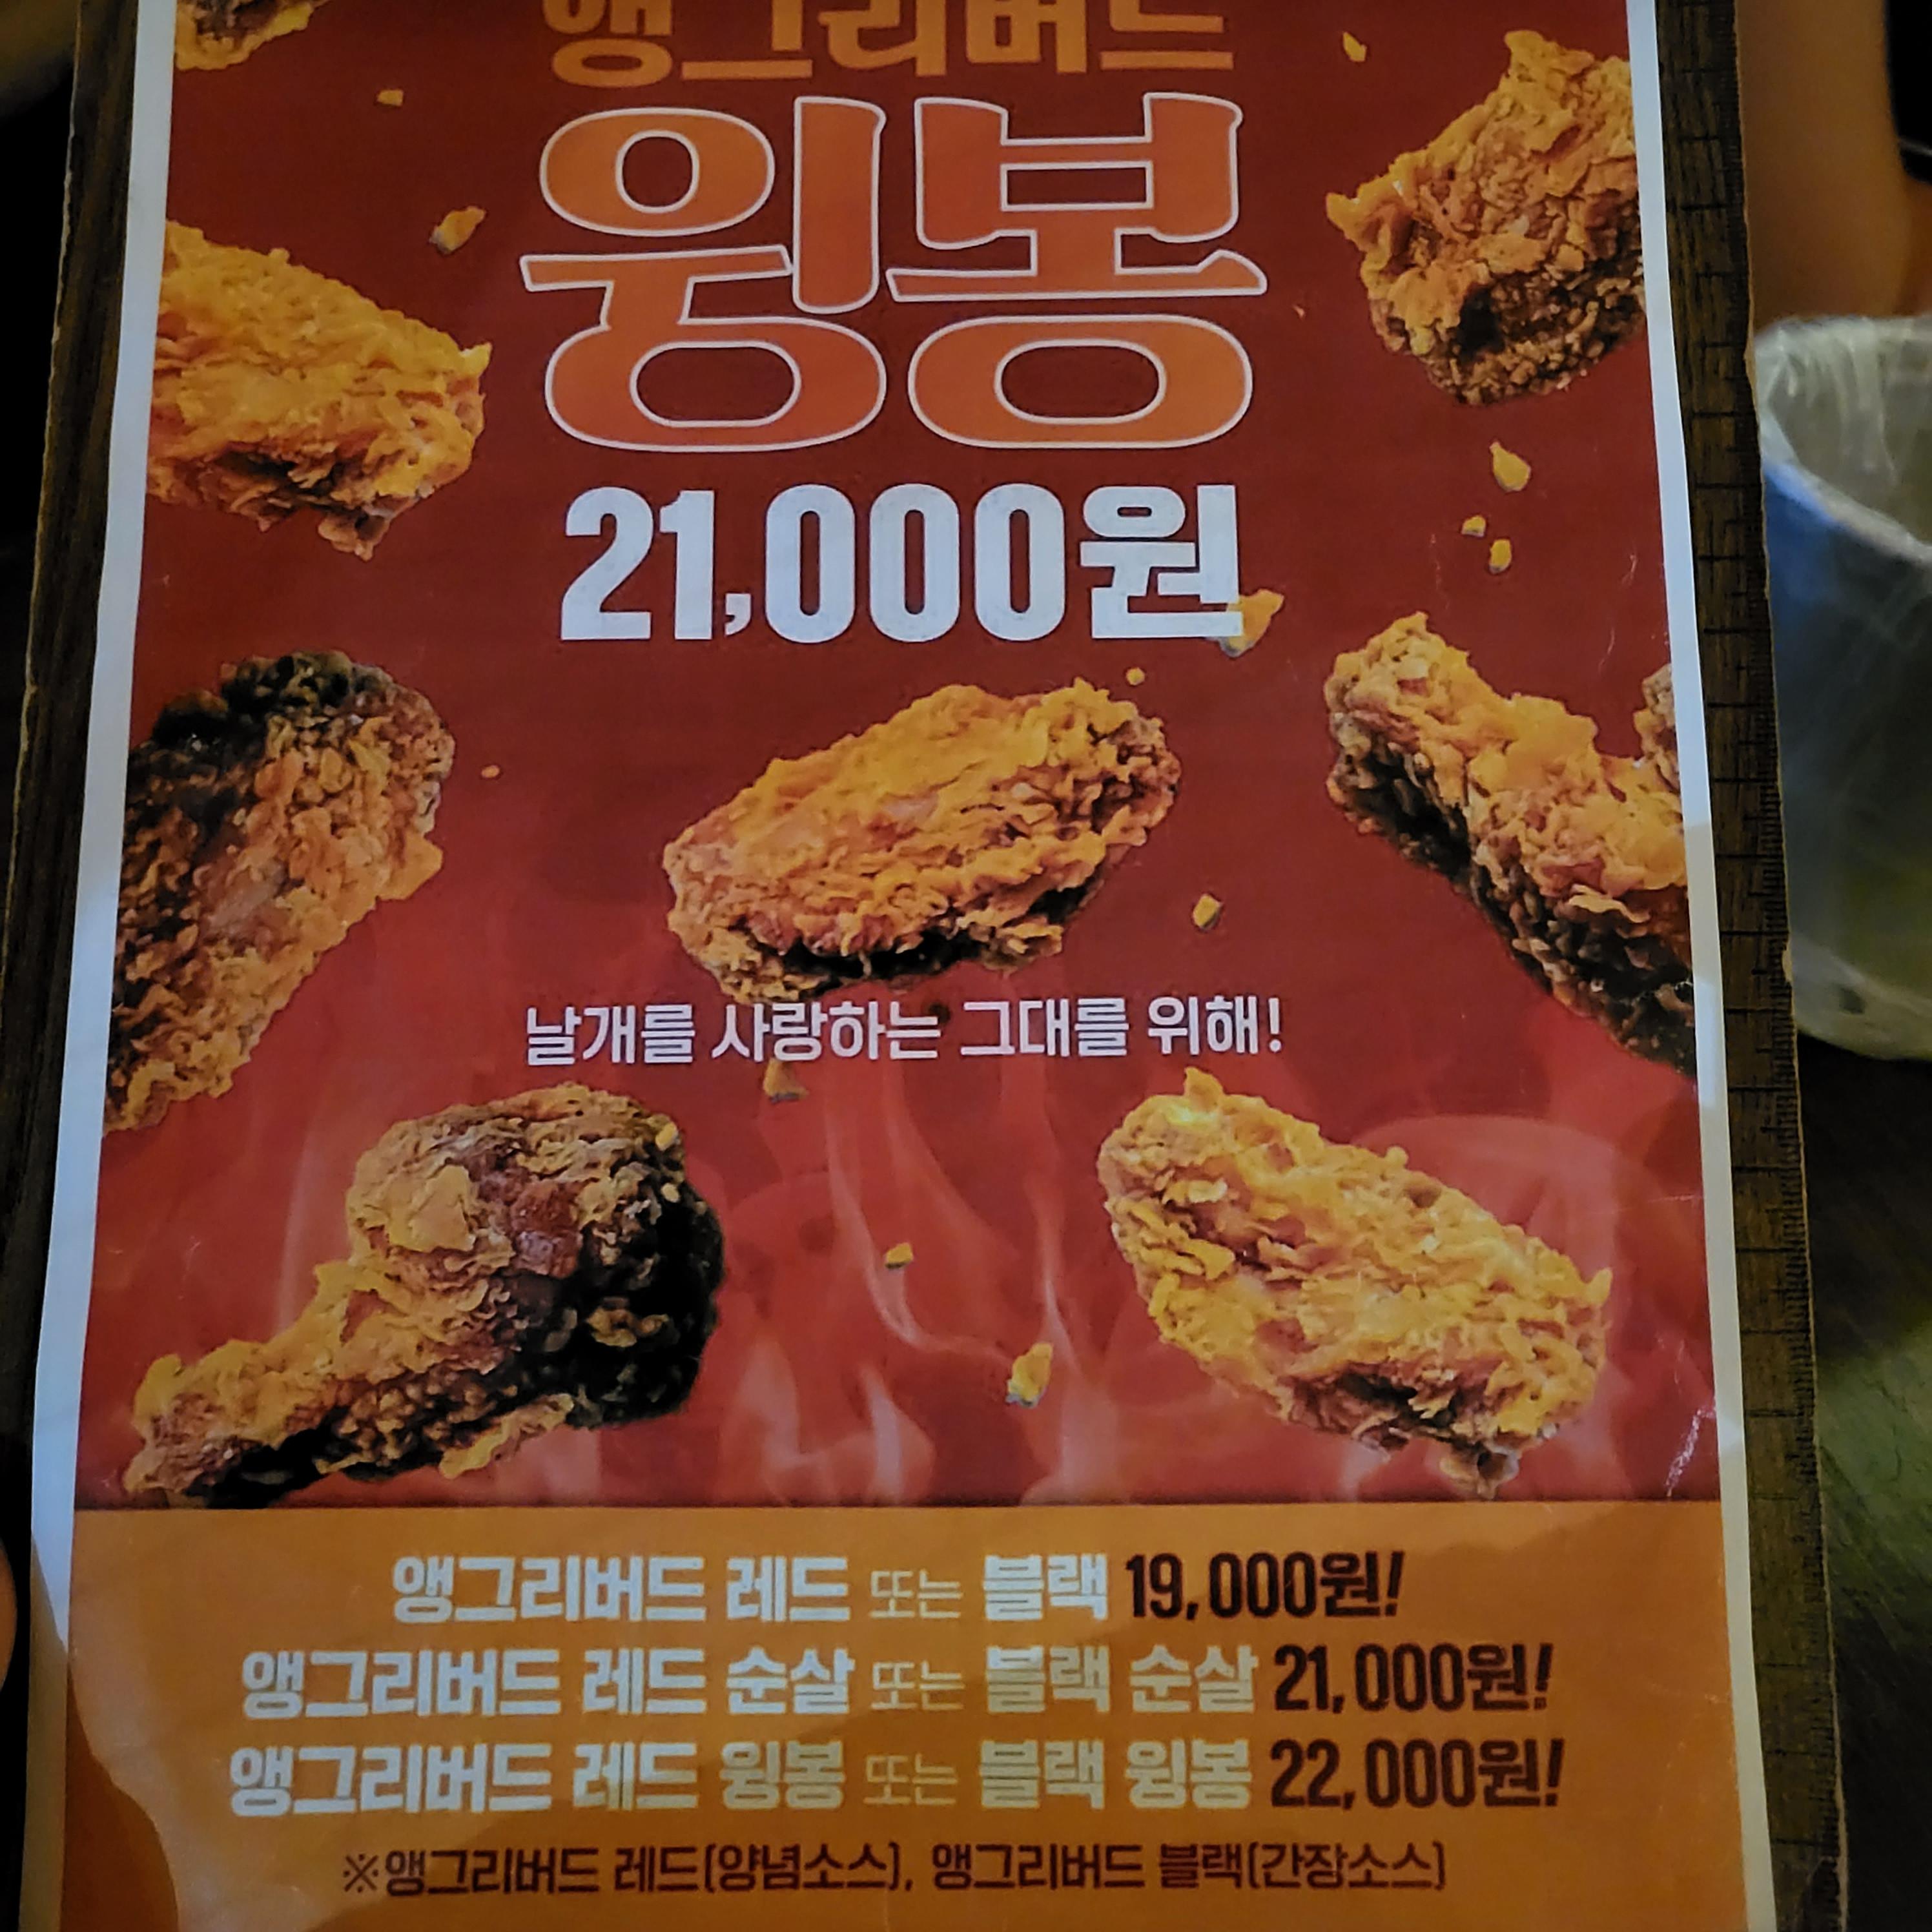 앵그리버드
윙봉
21,000원
날개를 사랑하는 그대를 위해!
앵그리버드 레드 또는 블랙 19,000원!
앵그리버드 레드 순살 또는 블랙 순살 21,000원!
앵그리버드 레드 윙봉 또는 블랙 윙봉 22,000원!
※앵그리버드 레드(양념소스), 앵그리버드 블랙(간장소스)